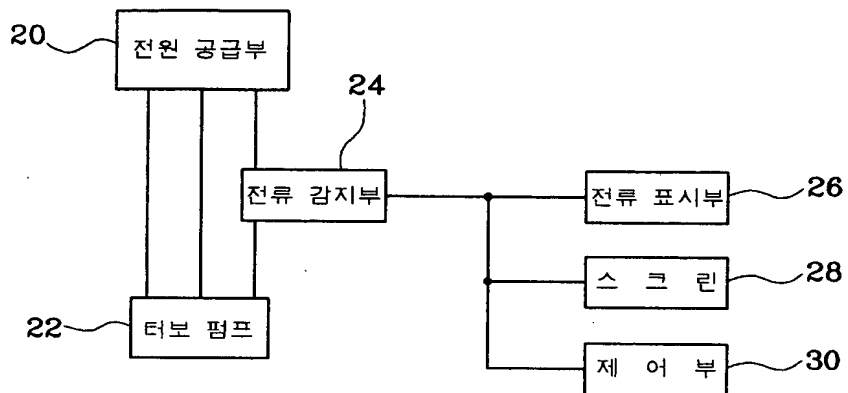 20
전원 공급부
24
전류 감지부
전류 표시부
26
스 크 린
28
22
터보 펌프
제 어 부
30